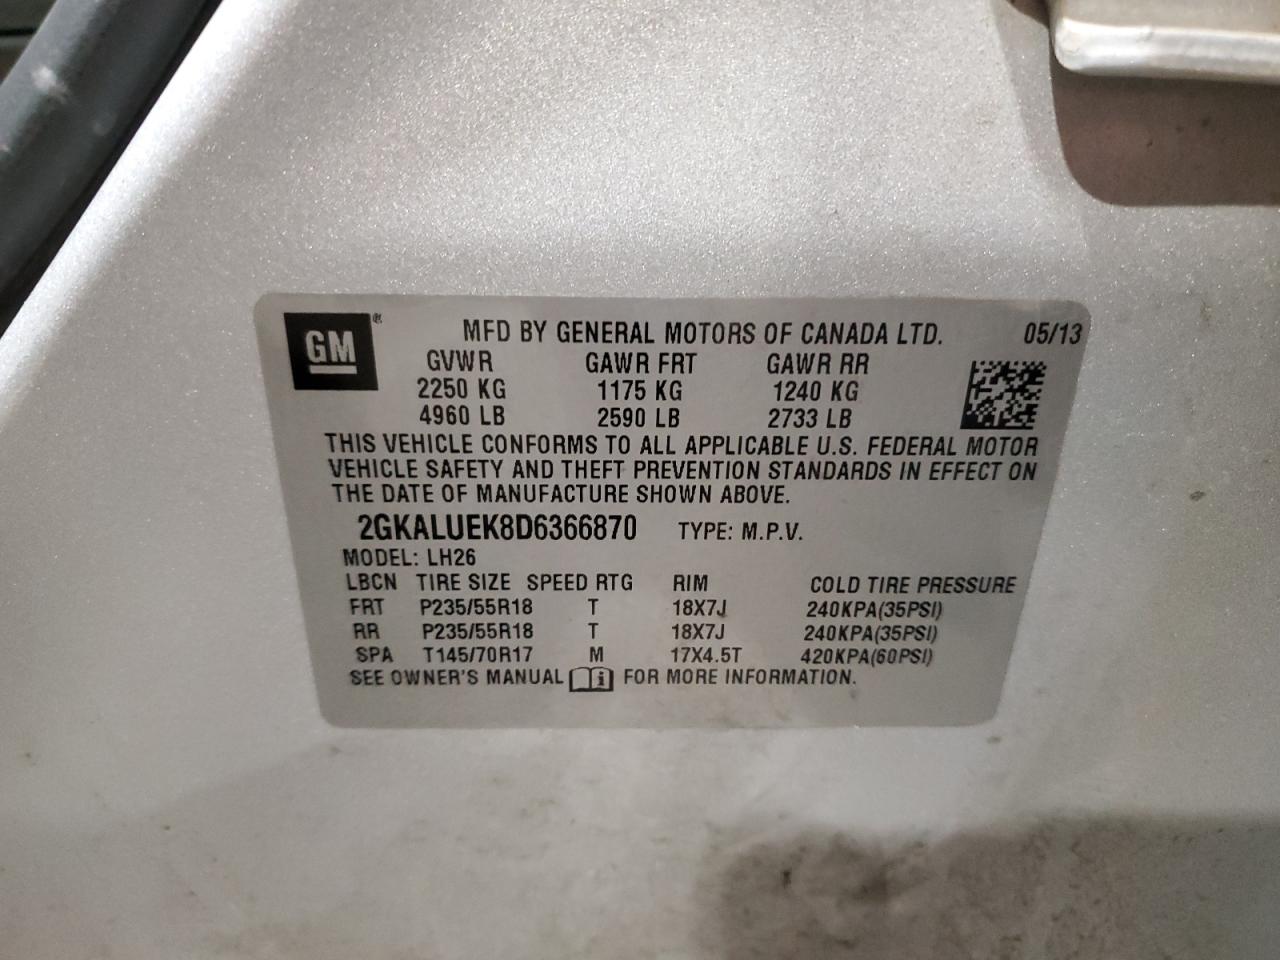 GM®
MFD BY GENERAL MOTORS OF CANADA LTD. 05/13
GVWR GAWR FRT GAWR RR
2250 KG 1175 KG 1240 KG
4960 LB 2590 LB 2733 LB
THIS VEHICLE CONFORMS TO ALL APPLICABLE U.S. FEDERAL MOTOR
VEHICLE SAFETY AND THEFT PREVENTION STANDARDS IN EFFECT ON
THE DATE OF MANUFACTURE SHOWN ABOVE.
2GKALUEK8D6366870 TYPE: M.P.V.
MODEL: LH26
LBCN TIRE SIZE SPEED RTG RIM COLD TIRE PRESSURE
FRT P235/55R18 T 18X7J 240KPA(35PSI)
RR P235/55R18 T 18X7J 240KPA(35PSI)
SPA T145/70R17 M 17X4.5T 420KPA(60PSI)
SEE OWNER'S MANUAL i FOR MORE INFORMATION.